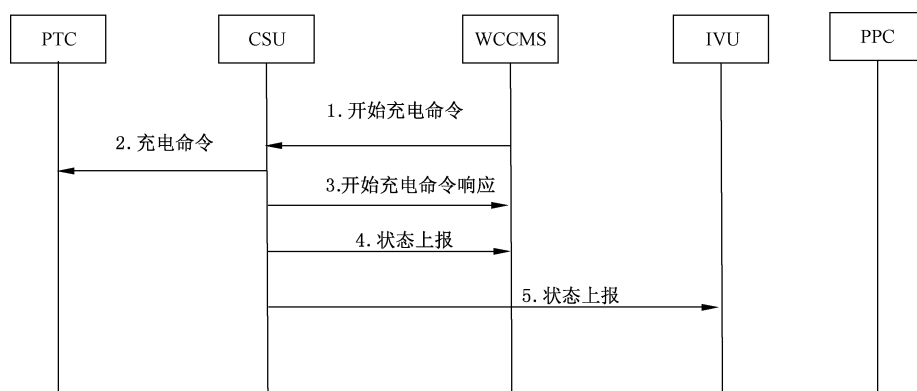 PTC
CSU
WCCMS
IVU
PPC
1.开始充电命令
2.充电命令
3.开始充电命令响应
4.状态上报
5.状态上报